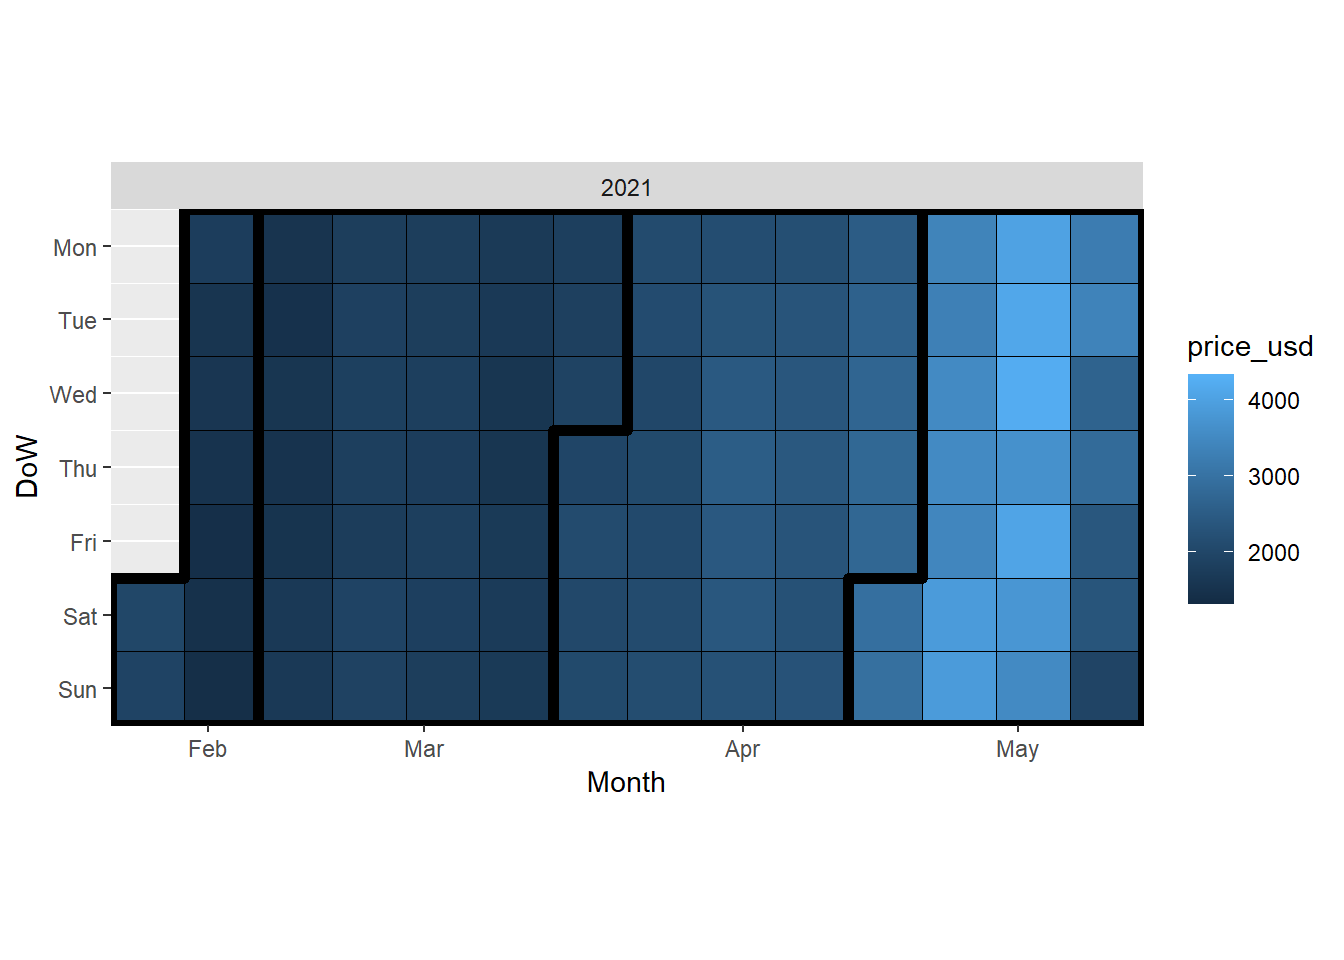 2021
Mon
Tue
Wed
Thu
Fri
Sat
Sun
DoW
Feb Mar Apr May
Month
price_usd
4000
3000
2000